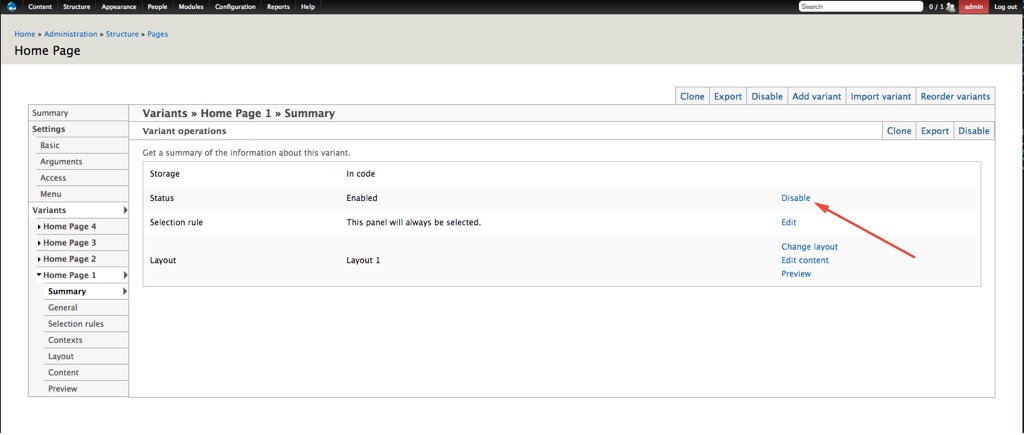 Content Structure Appearance People Modules Configuration Reports Help Search 0 / 1 admin Log out
Home » Administration » Structure » Pages
Home Page
Clone Export Disable Add variant Import variant Reorder variants
Summary
Settings
Basic
Arguments
Access
Menu
Variants
Home Page 4
Home Page 3
Home Page 2
Home Page 1
Summary
General
Selection rules
Contexts
Layout
Content
Preview
Variants » Home Page 1 » Summary
Variant operations Clone Export Disable
Get a summary of the information about this variant.
Storage In code
Status Enabled Disable
Selection rule This panel will always be selected. Edit
Layout Layout 1 Change layout
Edit content
Preview